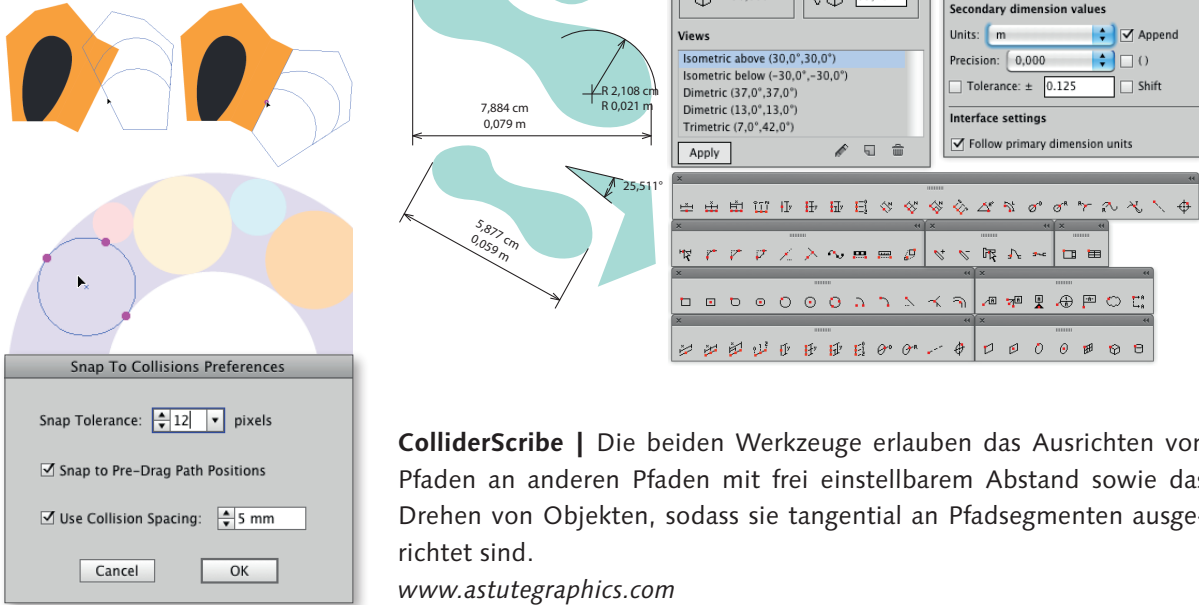 R 2,108 cm
R 0,021 m
7,884 cm
0,079 m
25,511°
5,877 cm
0,059 m
Views
Isometric above (30,0°,30,0°)
Isometric below (−30,0°,−30,0°)
Dimetric (37,0°,37,0°)
Dimetric (13,0°,13,0°)
Trimetric (7,0°,42,0°)
Apply
Secondary dimension values
Units: m Append
Precision: 0,000 ( )
Tolerance: ± 0.125 Shift
Interface settings
Follow primary dimension units
Snap To Collisions Preferences
Snap Tolerance: 12 pixels
Snap to Pre-Drag Path Positions
Use Collision Spacing: 5 mm
Cancel OK
ColliderScribe | Die beiden Werkzeuge erlauben das Ausrichten von
Pfaden an anderen Pfaden mit frei einstellbarem Abstand sowie das
Drehen von Objekten, sodass sie tangential an Pfadsegmenten ausge-
richtet sind.
www.astutegraphics.com